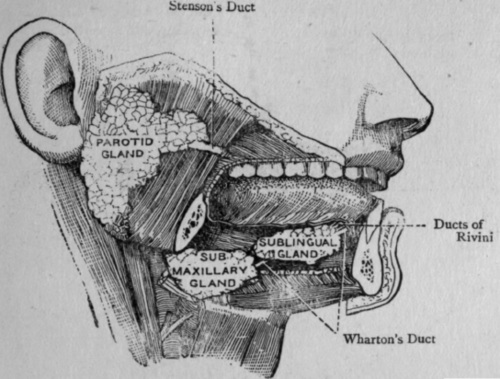 Stenson's Duct
PAROTID
GLAND
Ducts of
Rivini
SUBLINGUAL
GLAND
SUB
MAXILLARY
GLAND
Wharton's Duct